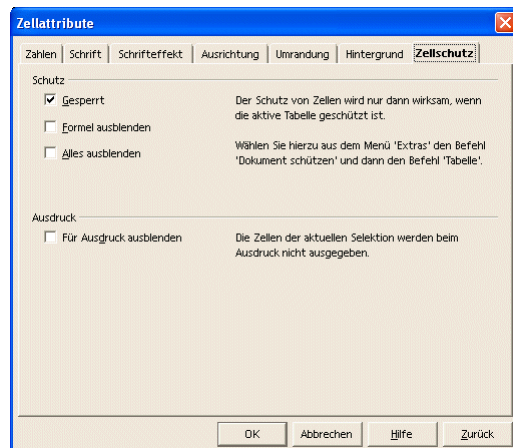 Zellattribute
Zahlen Schrift Schrifteffekt Ausrichtung Umrandung Hintergrund Zellschutz
Schutz
Gesperrt
Formel ausblenden
Alles ausblenden
Der Schutz von Zellen wird nur dann wirksam, wenn
die aktive Tabelle geschützt ist.
Wählen Sie hierzu aus dem Menü 'Extras' den Befehl
'Dokument schützen' und dann den Befehl 'Tabelle'.
Ausdruck
Für Ausdruck ausblenden
Die Zellen der aktuellen Selektion werden beim
Ausdruck nicht ausgegeben.
OK Abbrechen Hilfe Zurück